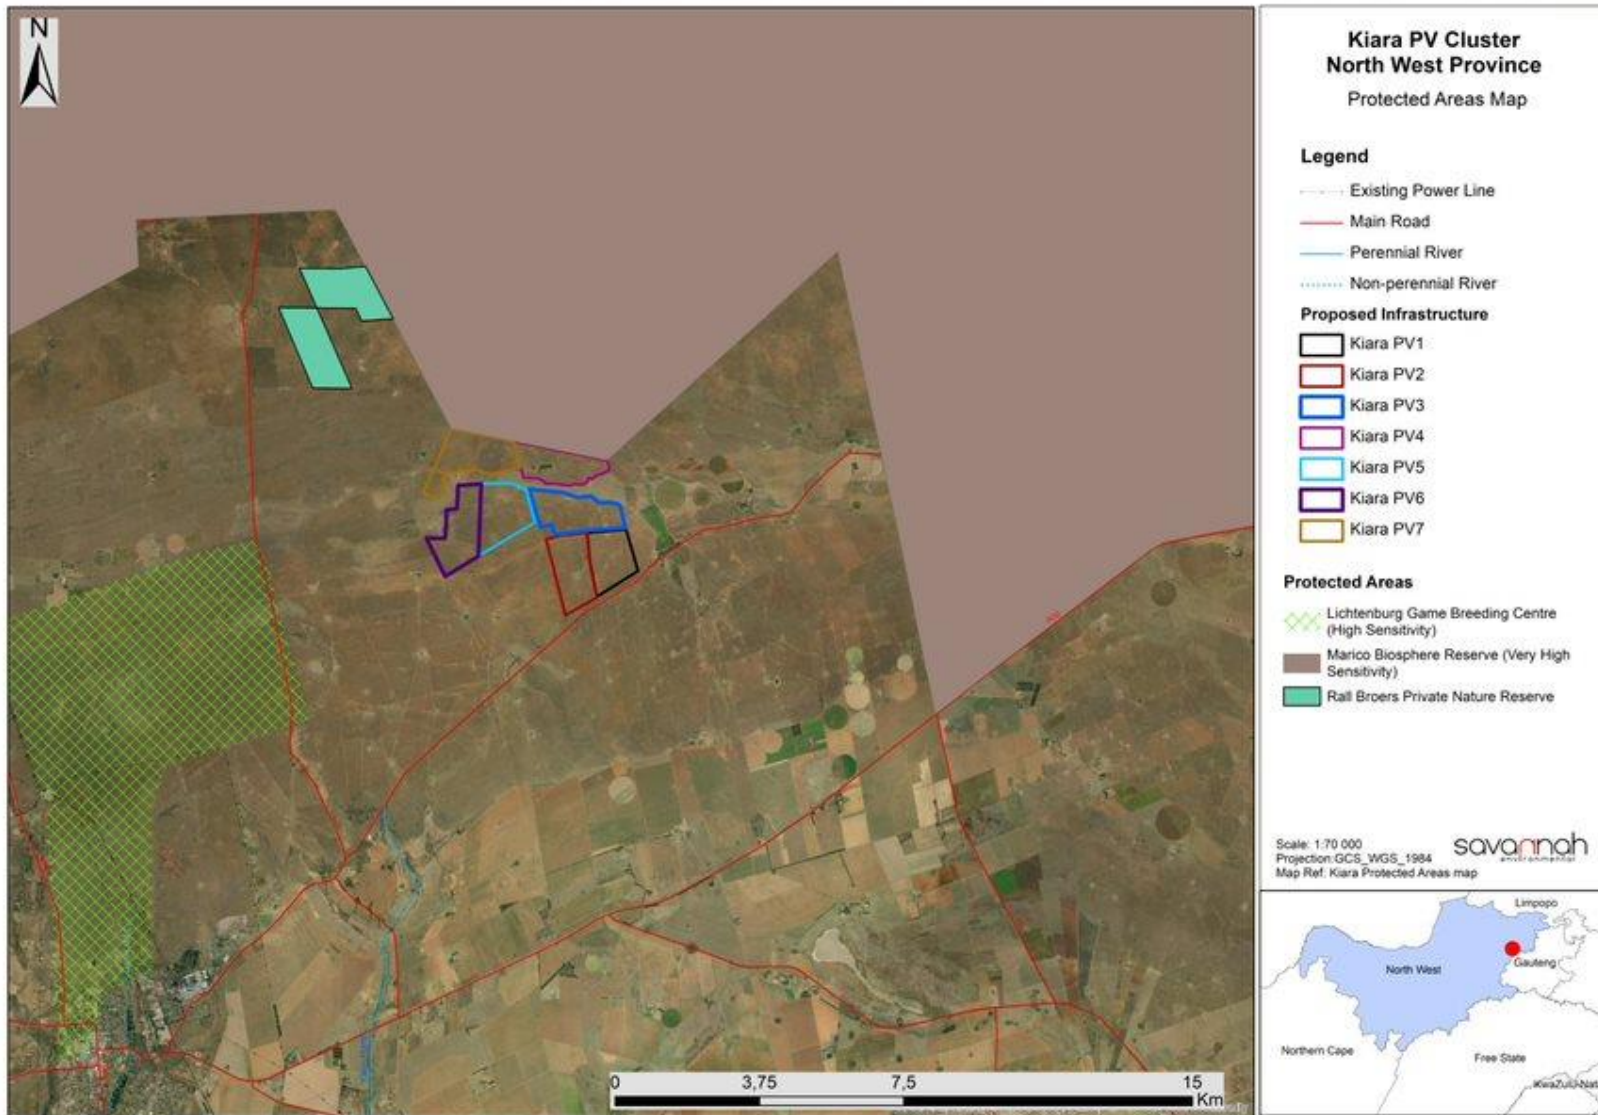 N
Kiara PV Cluster
North West Province
Protected Areas Map
Legend
Existing Power Line
Main Road
Perennial River
Non-perennial River
Proposed Infrastructure
Kiara PV1
Kiara PV2
Kiara PV3
Kiara PV4
Kiara PV5
Kiara PV6
Kiara PV7
Protected Areas
Lichtenburg Game Breeding Centre
(High Sensitivity)
Marico Biosphere Reserve (Very High
Sensitivity)
Rall Broers Private Nature Reserve
Scale: 1:70 000
Projection:GCS_WGS_1984
Map Ref: Kiara Protected Areas map
savannah
environmental
0 3,75 7,5 15
Km
Limpopo
North West
Gauteng
Northern Cape
Free State
KwaZulu-Nat